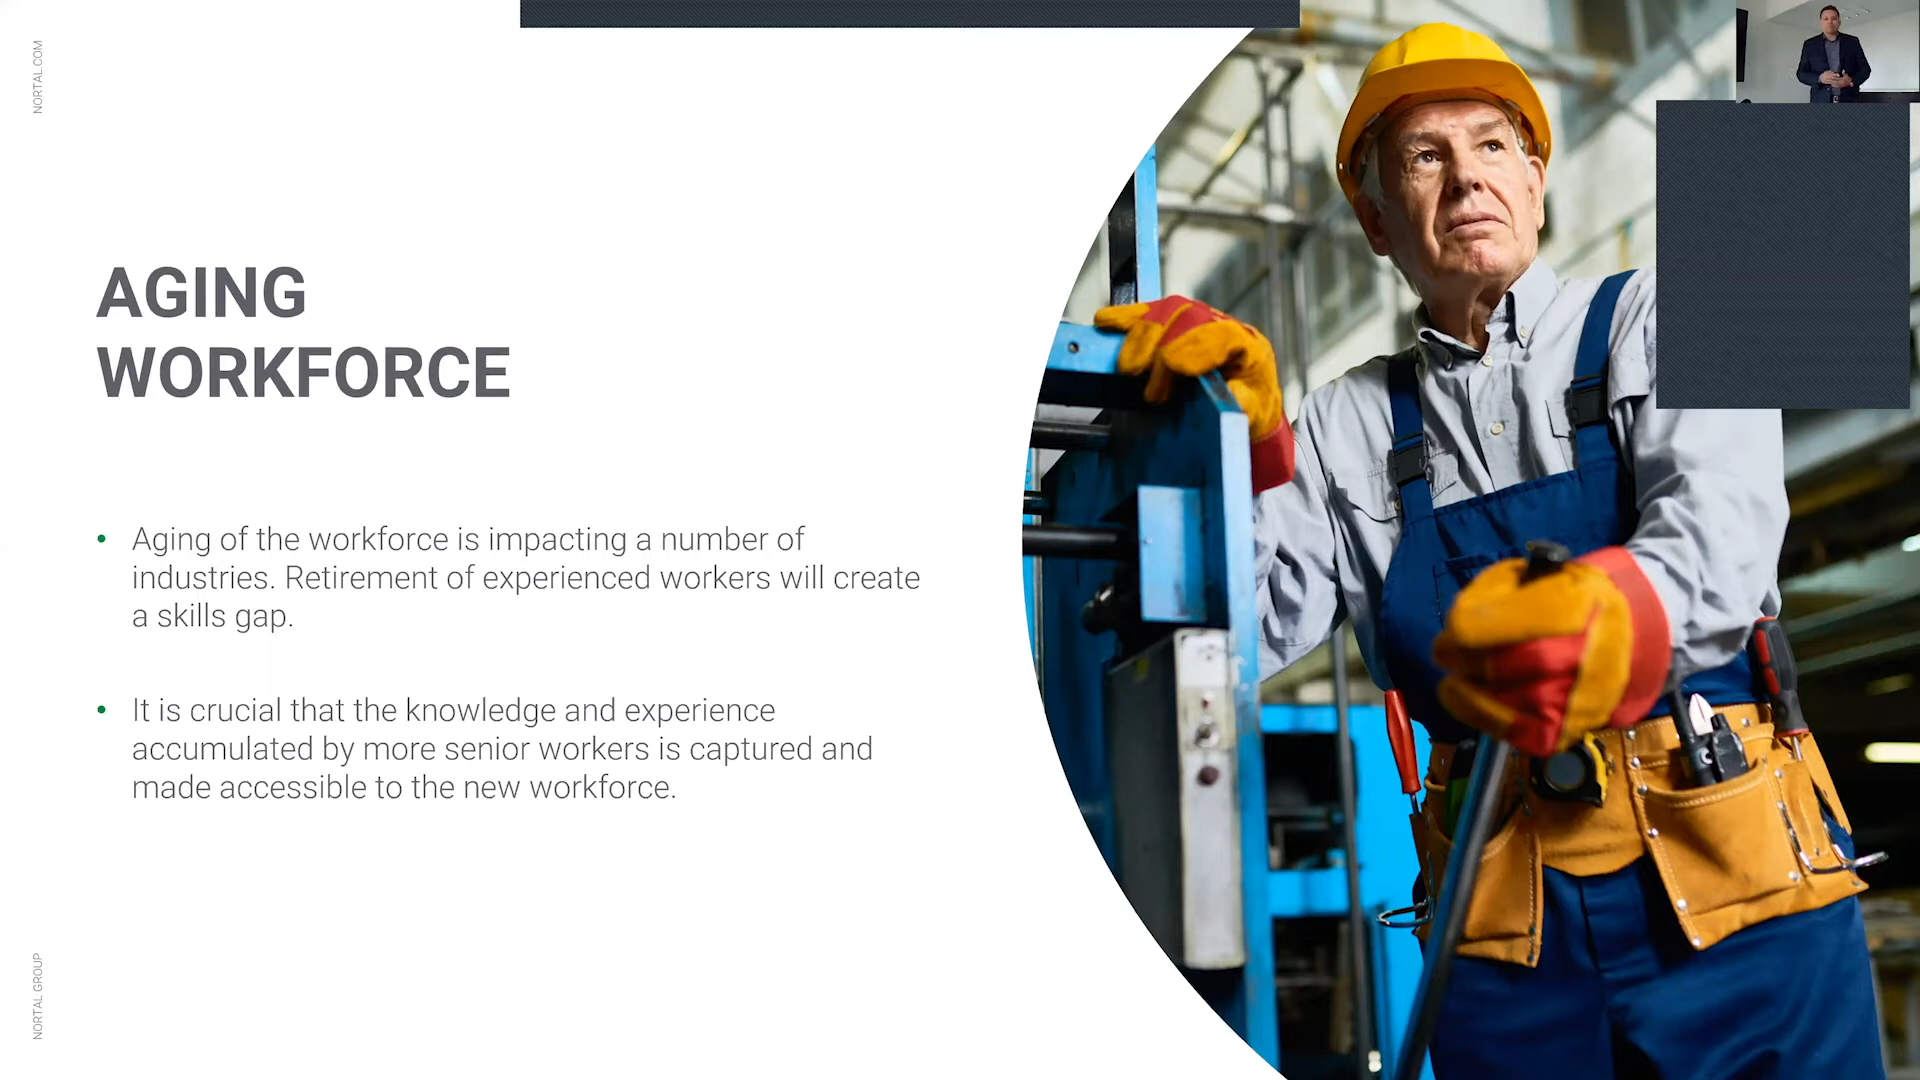 NORTAL.COM
AGING
WORKFORCE
• Aging of the workforce is impacting a number of
industries. Retirement of experienced workers will create
a skills gap.
• It is crucial that the knowledge and experience
accumulated by more senior workers is captured and
made accessible to the new workforce.
NORTAL GROUP